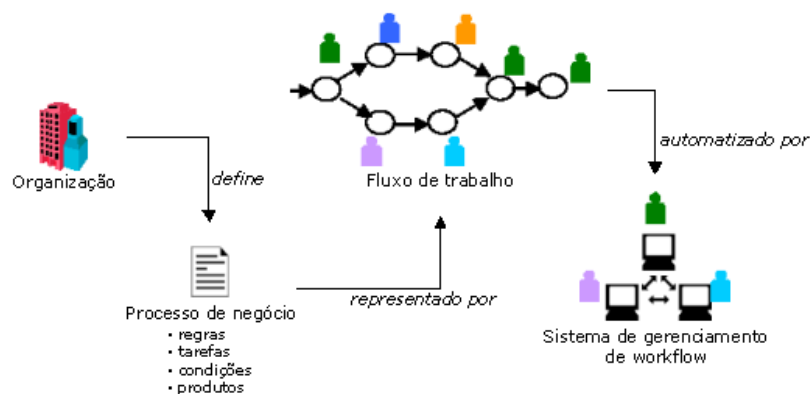 Organização
define
Processo de negócio
• regras
• tarefas
• condições
• produtos
representado por
Fluxo de trabalho
automatizado por
Sistema de gerenciamento
de workflow